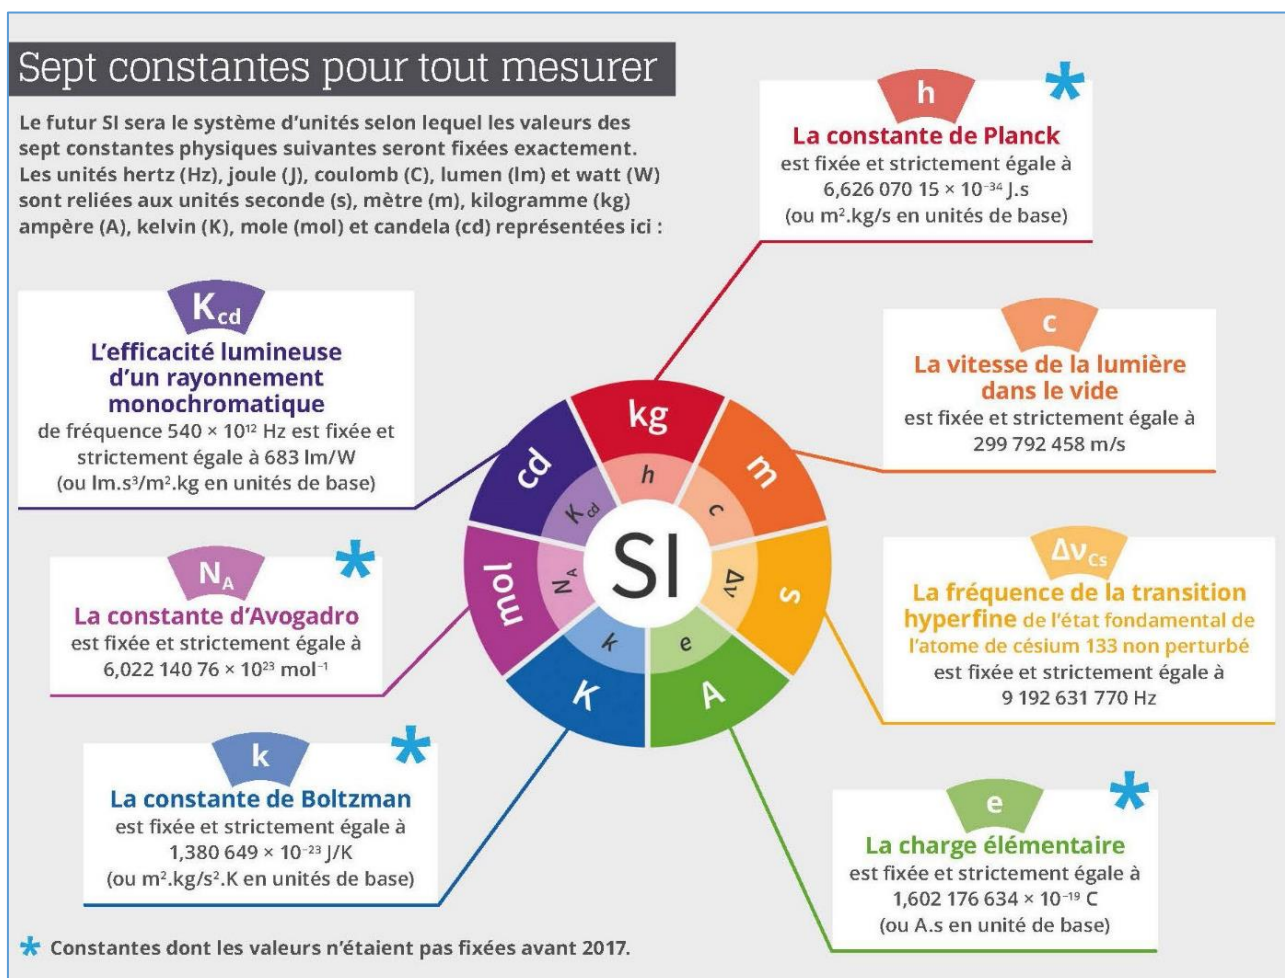 Sept constantes pour tout mesurer
Le futur SI sera le système d'unités selon lequel les valeurs des
sept constantes physiques suivantes seront fixées exactement.
Les unités hertz (Hz), joule (J), coulomb (C), lumen (lm) et watt (W)
sont reliées aux unités seconde (s), mètre (m), kilogramme (kg)
ampère (A), kelvin (K), mole (mol) et candela (cd) représentées ici :
h
*
La constante de Planck
est fixée et strictement égale à
6,626 070 15 × 10⁻³⁴ J.s
(ou m².kg/s en unités de base)
K_cd
L'efficacité lumineuse
d'un rayonnement
monochromatique
de fréquence 540 × 10¹² Hz est fixée et
strictement égale à 683 lm/W
(ou lm.s³/m².kg en unités de base)
c
La vitesse de la lumière
dans le vide
est fixée et strictement égale à
299 792 458 m/s
kg
h
m
c
s
Δν
A
e
K
k
mol
N_A
cd
K_cd
SI
N_A
*
La constante d'Avogadro
est fixée et strictement égale à
6,022 140 76 × 10²³ mol⁻¹
Δν_Cs
La fréquence de la transition
hyperfine de l'état fondamental de
l'atome de césium 133 non perturbé
est fixée et strictement égale à
9 192 631 770 Hz
k
*
La constante de Boltzman
est fixée et strictement égale à
1,380 649 × 10⁻²³ J/K
(ou m².kg/s².K en unités de base)
e
*
La charge élémentaire
est fixée et strictement égale à
1,602 176 634 × 10⁻¹⁹ C
(ou A.s en unité de base)
* Constantes dont les valeurs n'étaient pas fixées avant 2017.